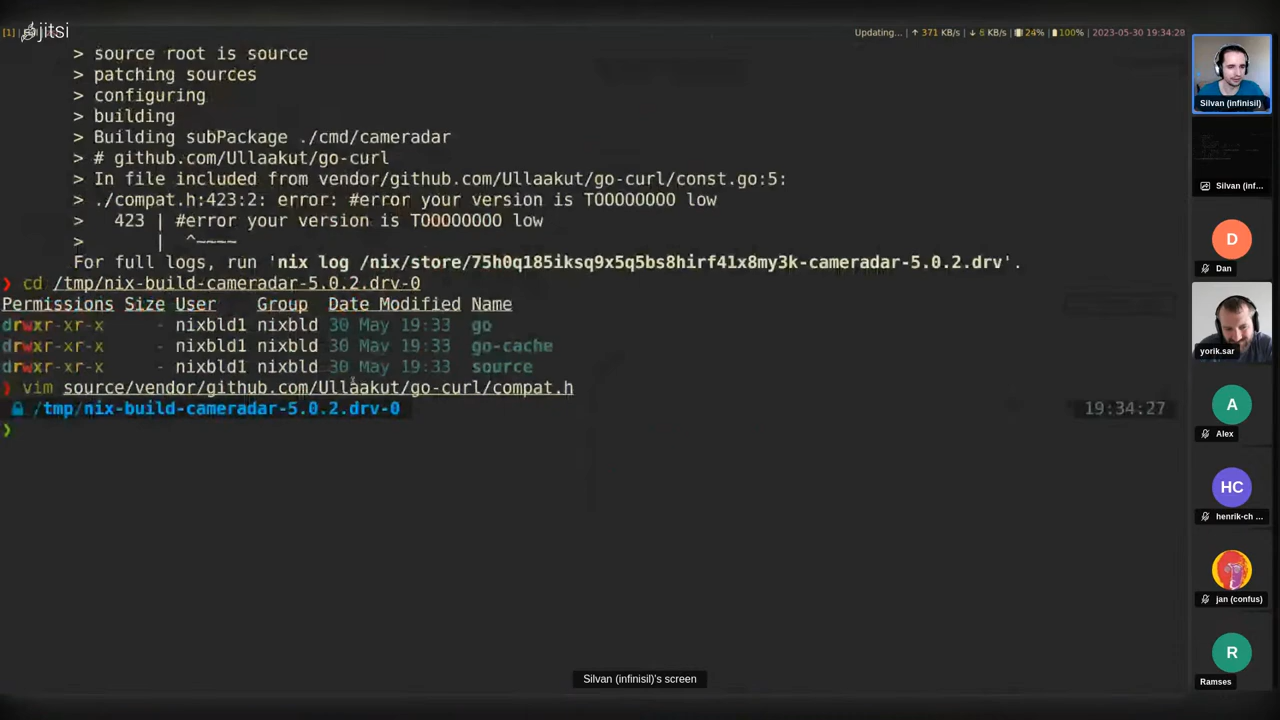 jitsi
[1]
Updating... | ↑ 371 KB/s | ↓ 6 KB/s | 24% | 100% | 2023-05-30 19:34:28
> source root is source
> patching sources
> configuring
> building
> Building subPackage ./cmd/cameradar
> # github.com/Ullaakut/go-curl
> In file included from vendor/github.com/Ullaakut/go-curl/const.go:5:
> ./compat.h:423:2: error: #error your version is TOOOOOOOO low
> 423 | #error your version is TOOOOOOOO low
> | ^~~~~
For full logs, run 'nix log /nix/store/75h0q185iksq9x5q5bs8hirf41x8my3k-cameradar-5.0.2.drv'.
❯ cd /tmp/nix-build-cameradar-5.0.2.drv-0
Permissions Size User Group Date Modified Name
drwxr-xr-x - nixbld1 nixbld 30 May 19:33 go
drwxr-xr-x - nixbld1 nixbld 30 May 19:33 go-cache
drwxr-xr-x - nixbld1 nixbld 30 May 19:33 source
❯ vim source/vendor/github.com/Ullaakut/go-curl/compat.h
/tmp/nix-build-cameradar-5.0.2.drv-0 19:34:27
❯
Silvan (infinisil)'s screen
Silvan (infinisil)
Silvan (inf...
D
Dan
yorik.sar
A
Alex
HC
henrik-ch ...
jan (confus)
R
Ramses